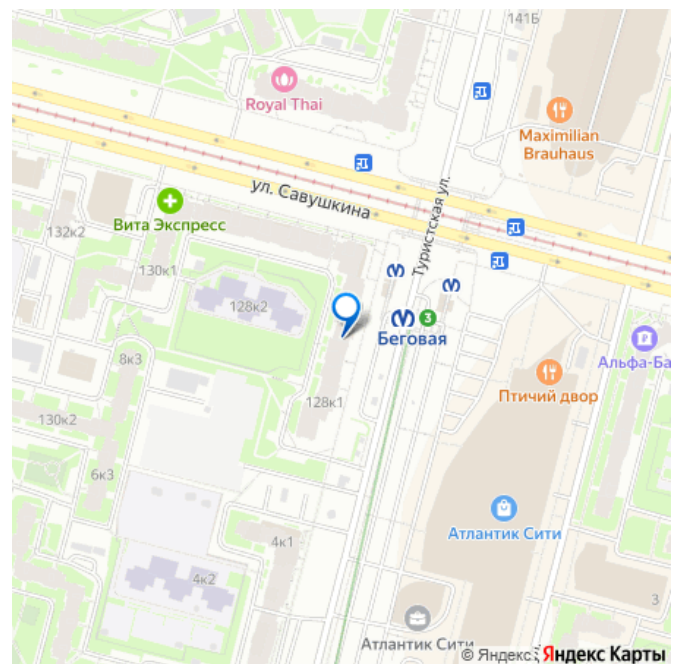 141Б
Royal Thai
Maximilian
Brauhaus
ул. Савушкина
Туристская ул.
Вита Экспресс
132к2
130к1
128к2
3
Беговая
Альфа-Ба
8к3
Птичий двор
128к1
130к2
6к3
Атлантик Сити
4к1
4к2
3
Атлантик Сити
© Яндекс
Яндекс Карты